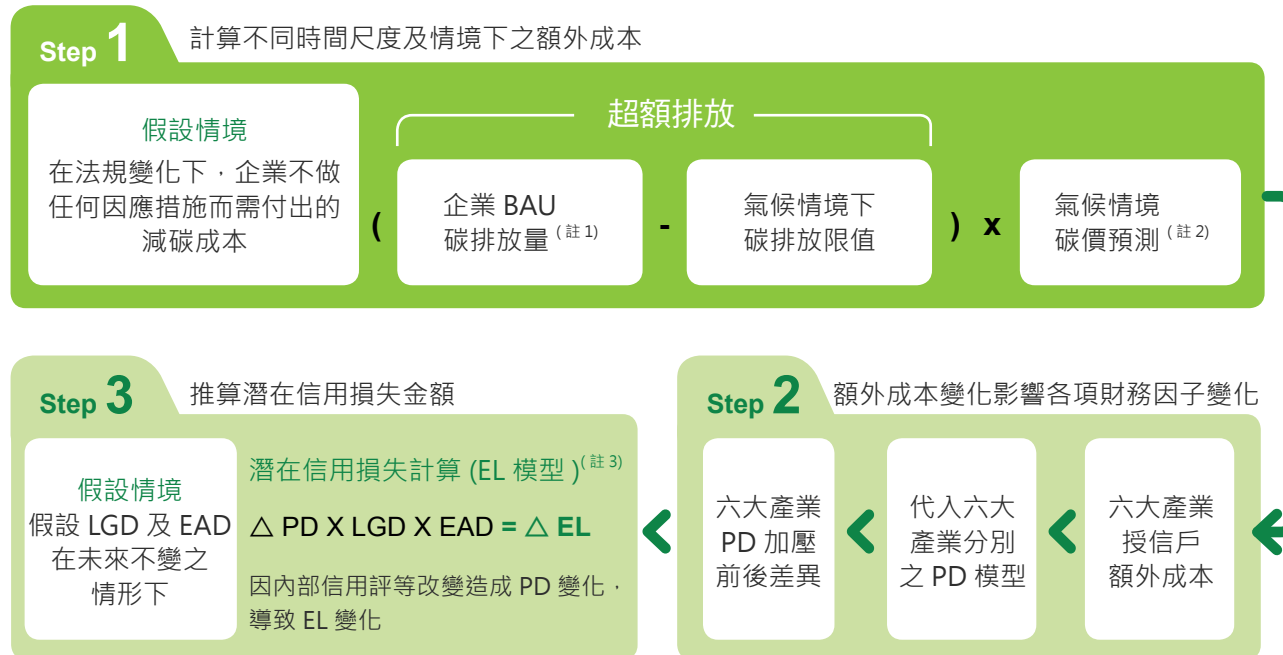 Step 1
計算不同時間尺度及情境下之額外成本
假設情境
在法規變化下，企業不做
任何因應措施而需付出的
減碳成本
超額排放
(
企業 BAU
碳排放量 (註 1)
-
氣候情境下
碳排放限值
) x
氣候情境
碳價預測 (註 2)
Step 2
額外成本變化影響各項財務因子變化
六大產業
授信戶
額外成本
代入六大
產業分別
之 PD 模型
六大產業
PD 加壓
前後差異
Step 3
推算潛在信用損失金額
假設情境
假設 LGD 及 EAD
在未來不變之
情形下
潛在信用損失計算 (EL 模型 )(註 3)
△ PD X LGD X EAD = △ EL
因內部信用評等改變造成 PD 變化，
導致 EL 變化